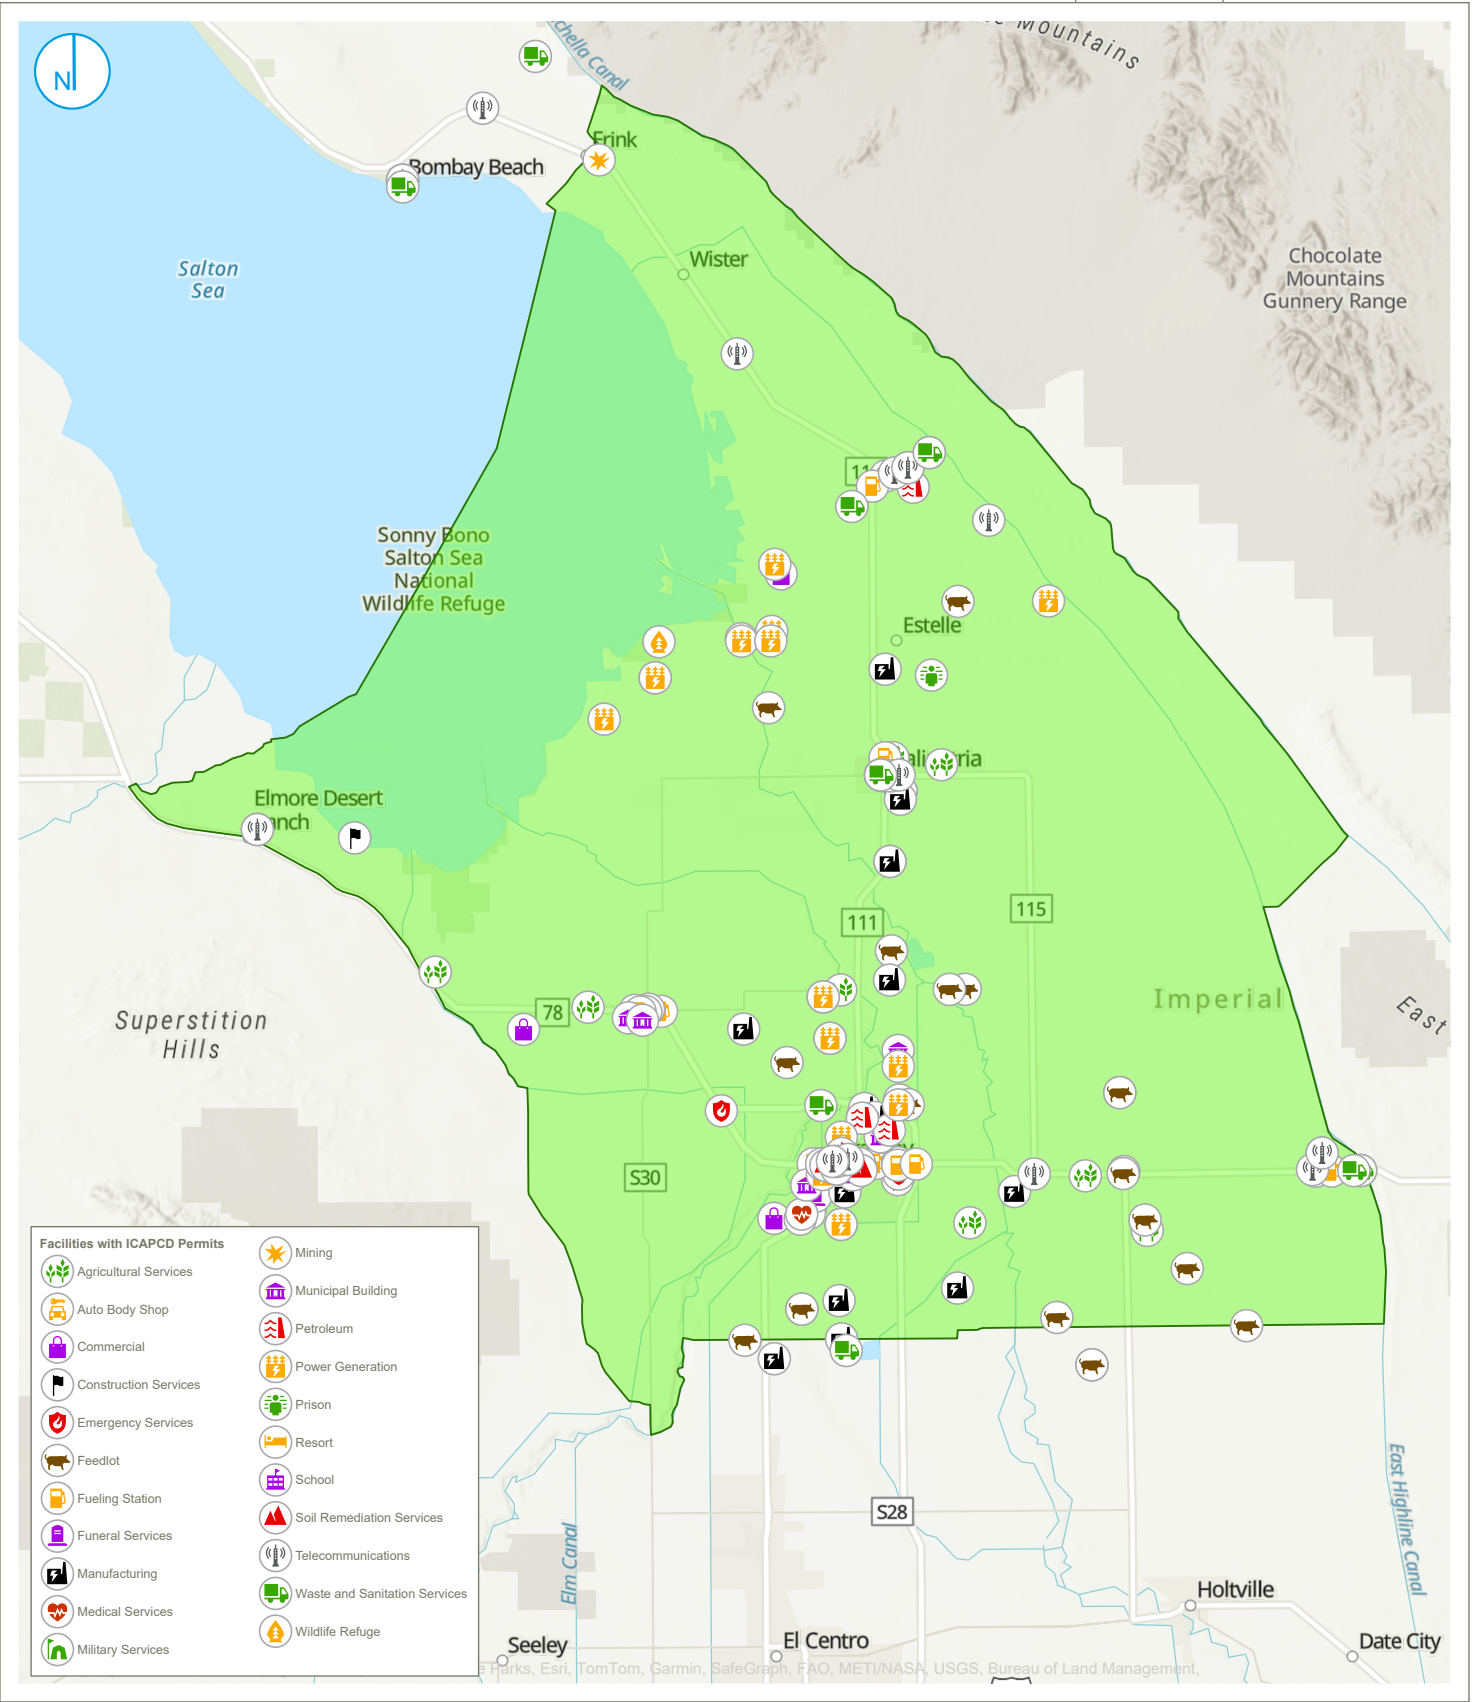 N
chella Canal
Mountains
Frink
Bombay Beach
Wister
Salton
Sea
Chocolate
Mountains
Gunnery Range
Sonny Bono
Salton Sea
National
Wildlife Refuge
Estelle
Elmore Desert
anch
111
115
Imperial
East
78
Superstition
Hills
S30
S28
East Highline Canal
Elm Canal
Holtville
Seeley
El Centro
Date City
Facilities with ICAPCD Permits
Agricultural Services
Auto Body Shop
Commercial
Construction Services
Emergency Services
Feedlot
Fueling Station
Funeral Services
Manufacturing
Medical Services
Military Services
Mining
Municipal Building
Petroleum
Power Generation
Prison
Resort
School
Soil Remediation Services
Telecommunications
Waste and Sanitation Services
Wildlife Refuge
Parks, Esri, TomTom, Garmin, SafeGraph, FAO, METI/NASA, USGS, Bureau of Land Management,